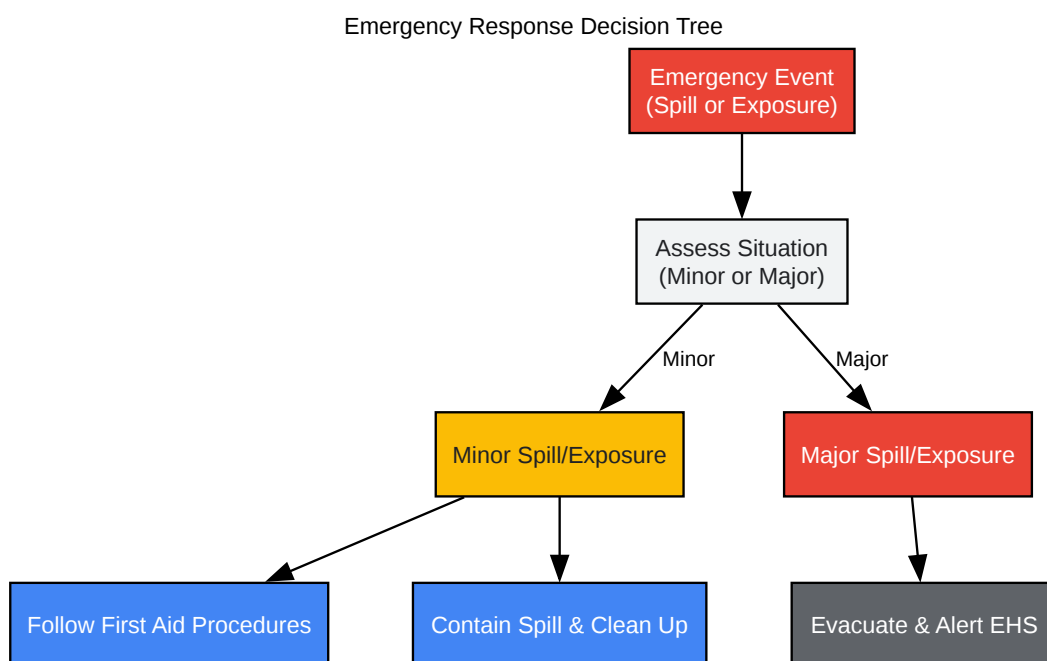 Emergency Response Decision Tree
Emergency Event
(Spill or Exposure)
Assess Situation
(Minor or Major)
Minor
Major
Minor Spill/Exposure
Major Spill/Exposure
Follow First Aid Procedures
Contain Spill & Clean Up
Evacuate & Alert EHS